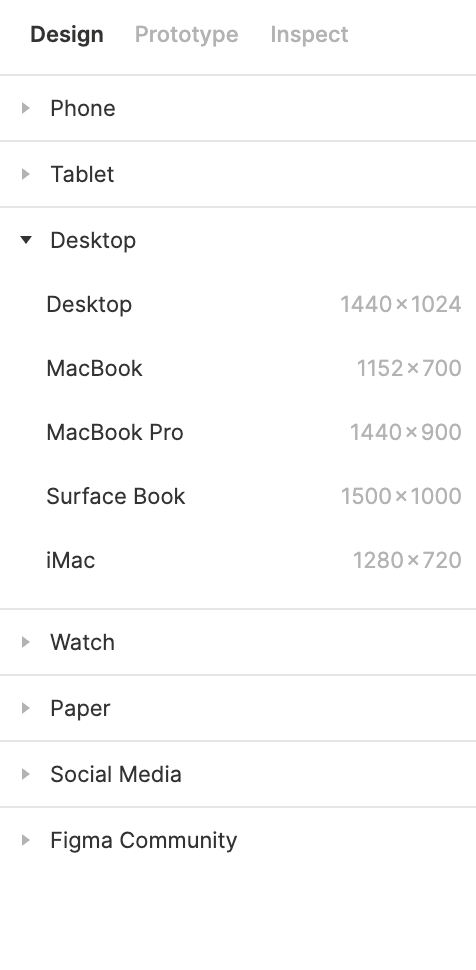 Design Prototype Inspect
Phone
Tablet
Desktop
Desktop 1440×1024
MacBook 1152×700
MacBook Pro 1440×900
Surface Book 1500×1000
iMac 1280×720
Watch
Paper
Social Media
Figma Community